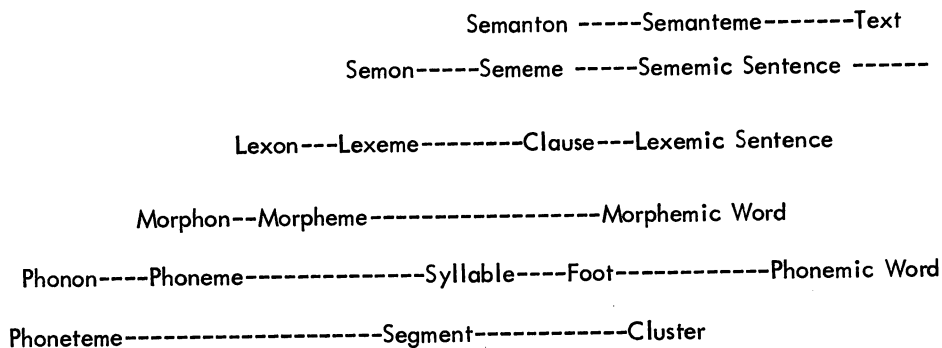 Semanton -----Semanteme-------Text
Semon-----Sememe -----Sememic Sentence ------
Lexon---Lexeme--------Clause---Lexemic Sentence
Morphon--Morpheme------------------Morphemic Word
Phonon----Phoneme--------------Syllable----Foot------------Phonemic Word
Phoneteme--------------------Segment------------Cluster